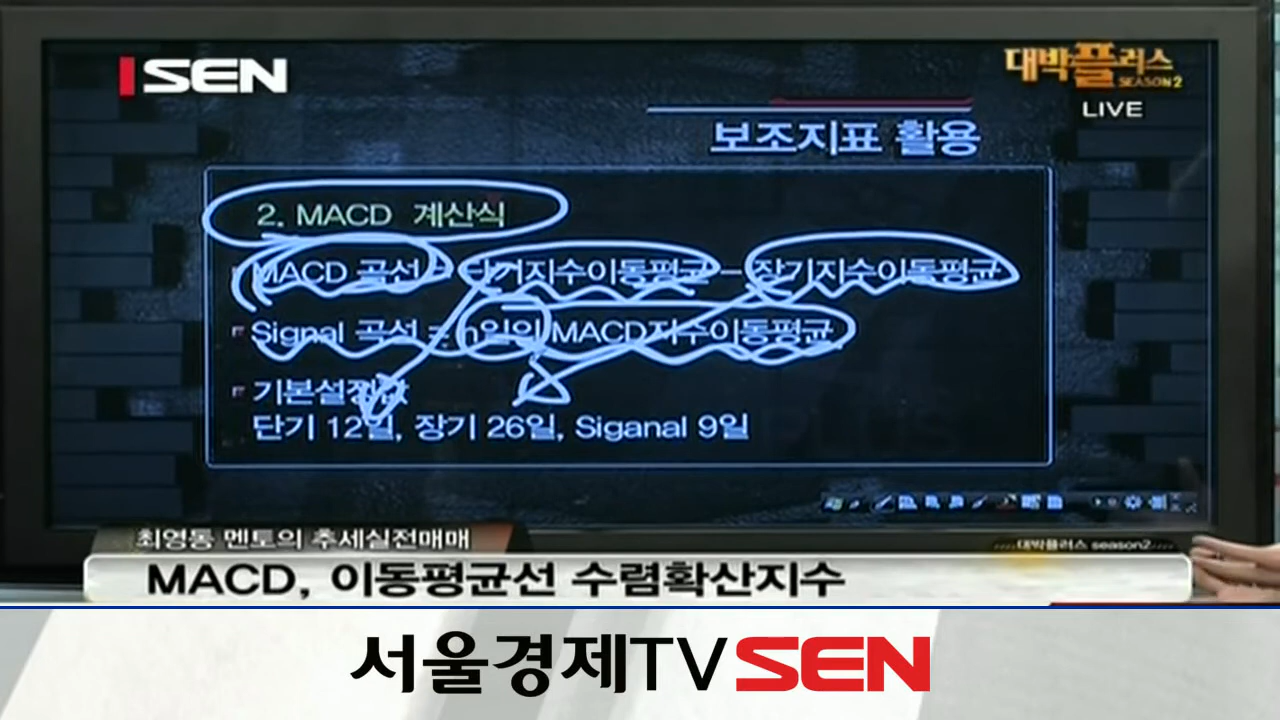 SEN
대박플러스
SEASON2
LIVE
보조지표 활용
2. MACD 계산식
MACD 곡선 = 단기지수이동평균 - 장기지수이동평균
Signal 곡선 = n일의 MACD지수이동평균
기본설정값
단기 12일, 장기 26일, Siganal 9일
최영동 멘토의 추세실전매매
대박플러스 season2
MACD, 이동평균선 수렴확산지수
서울경제TV SEN